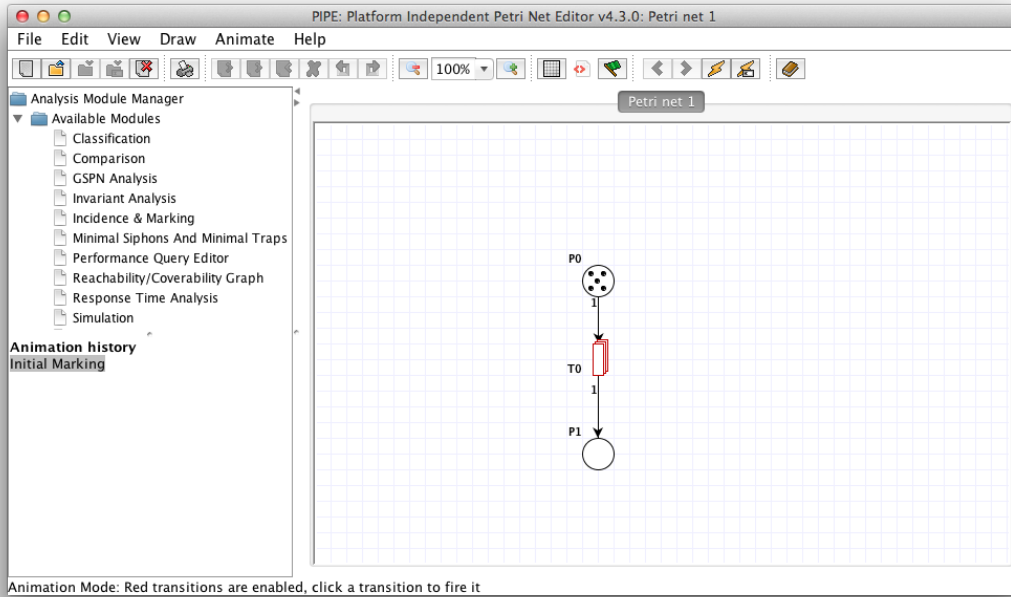 PIPE: Platform Independent Petri Net Editor v4.3.0: Petri net 1
File Edit View Draw Animate Help
100%
Analysis Module Manager
Available Modules
Classification
Comparison
GSPN Analysis
Invariant Analysis
Incidence & Marking
Minimal Siphons And Minimal Traps
Performance Query Editor
Reachability/Coverability Graph
Response Time Analysis
Simulation
Animation history
Initial Marking
Petri net 1
P0
1
T0
1
P1
Animation Mode: Red transitions are enabled, click a transition to fire it